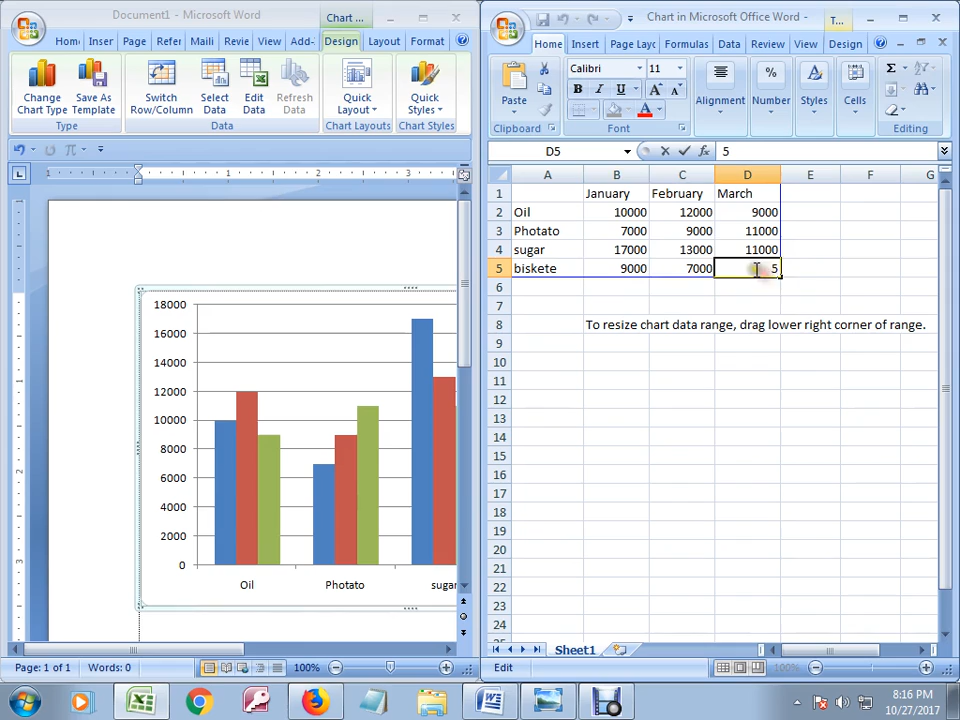 Document1 - Microsoft Word
Chart ...
Inser
Page
Refer
Maili
Revie
View
Add-
Design
Layout
Format
Change
Chart Type
Save As
Template
Type
Switch
Row/Column
Select
Data
Edit
Data
Refresh
Data
Data
Quick
Layout
Chart Layouts
Quick
Styles
Chart Styles
18000
16000
14000
12000
10000
8000
6000
4000
2000
0
Oil
Photato
sugar
Page: 1 of 1
Words: 0
100%
Chart in Microsoft Office Word -
T...
Home
Insert
Page Layc
Formulas
Data
Review
View
Design
Paste
Clipboard
Calibri
11
B I U
A A
A
Font
Alignment
%
Number
A
Styles
Cells
Σ
Editing
D5
fx
5
A B C D E F G
1 January February March
2 Oil 10000 12000 9000
3 Photato 7000 9000 11000
4 sugar 17000 13000 11000
5 biskete 9000 7000 5
6
7
8 To resize chart data range, drag lower right corner of range.
9
10
11
12
13
14
15
16
17
18
19
20
21
22
23
24
Sheet1
Edit
100%
8:16 PM
10/27/2017